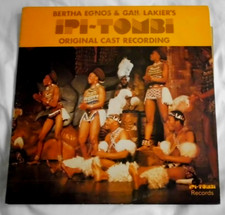 BERTHA EGNOS & GAIL LAKIER'S
IPI-TOMBI
ORIGINAL CAST RECORDING
IPI-TOMBI
Records